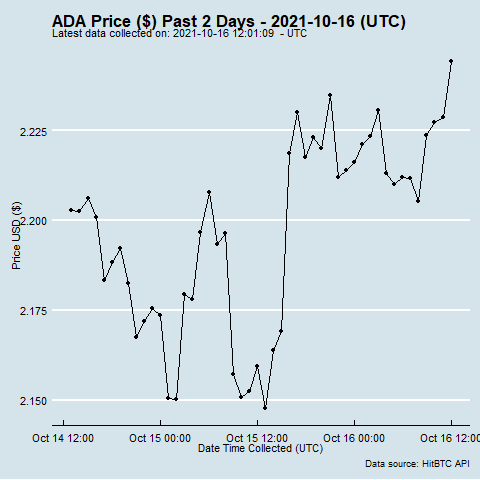 ADA Price ($) Past 2 Days - 2021-10-16 (UTC)
Latest data collected on: 2021-10-16 12:01:09  - UTC
2.225
2.200
2.175
2.150
Price USD ($)
Oct 14 12:00 Oct 15 00:00 Oct 15 12:00 Oct 16 00:00 Oct 16 12:00
Date Time Collected (UTC)
Data source: HitBTC API